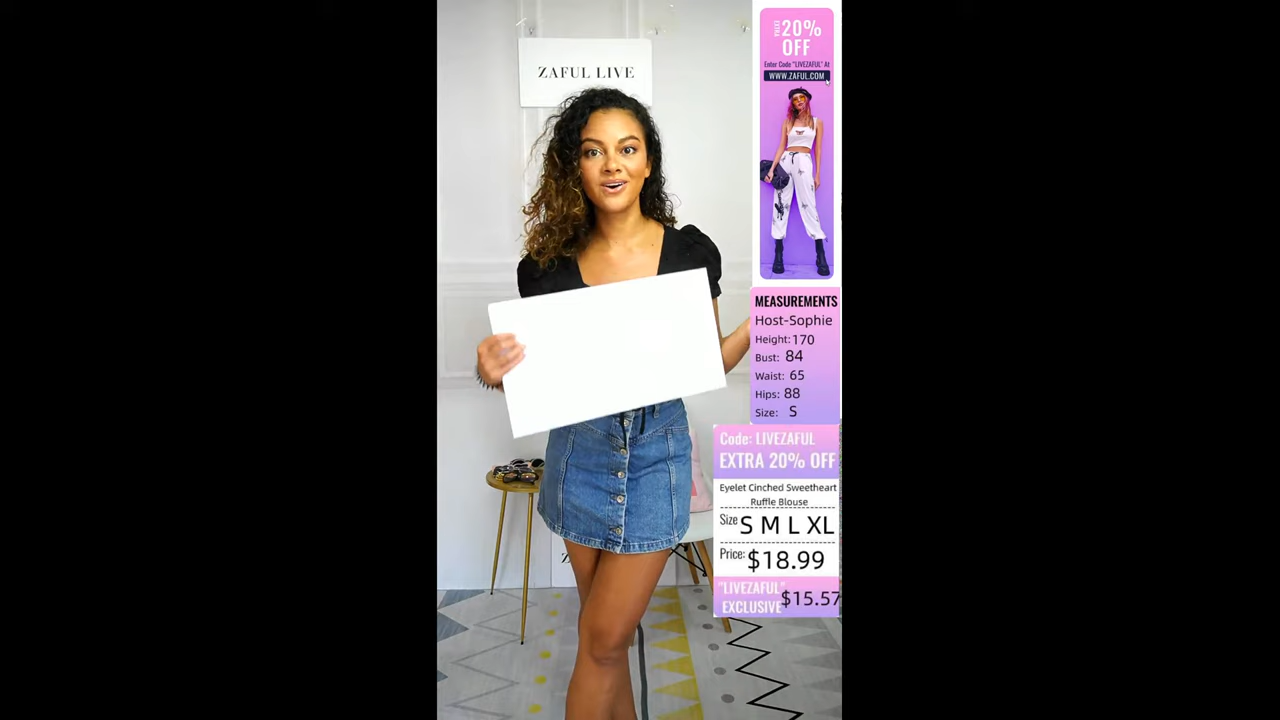 ZAFUL LIVE
EXTRA
20%
OFF
Enter Code "LIVEZAFUL" At
WWW.ZAFUL.COM
MEASUREMENTS
Host-Sophie
Height: 170
Bust: 84
Waist: 65
Hips: 88
Size: S
Code: LIVEZAFUL
EXTRA 20% OFF
Eyelet Cinched Sweetheart
Ruffle Blouse
Size S M L XL
Price: $18.99
"LIVEZAFUL"
EXCLUSIVE $15.57